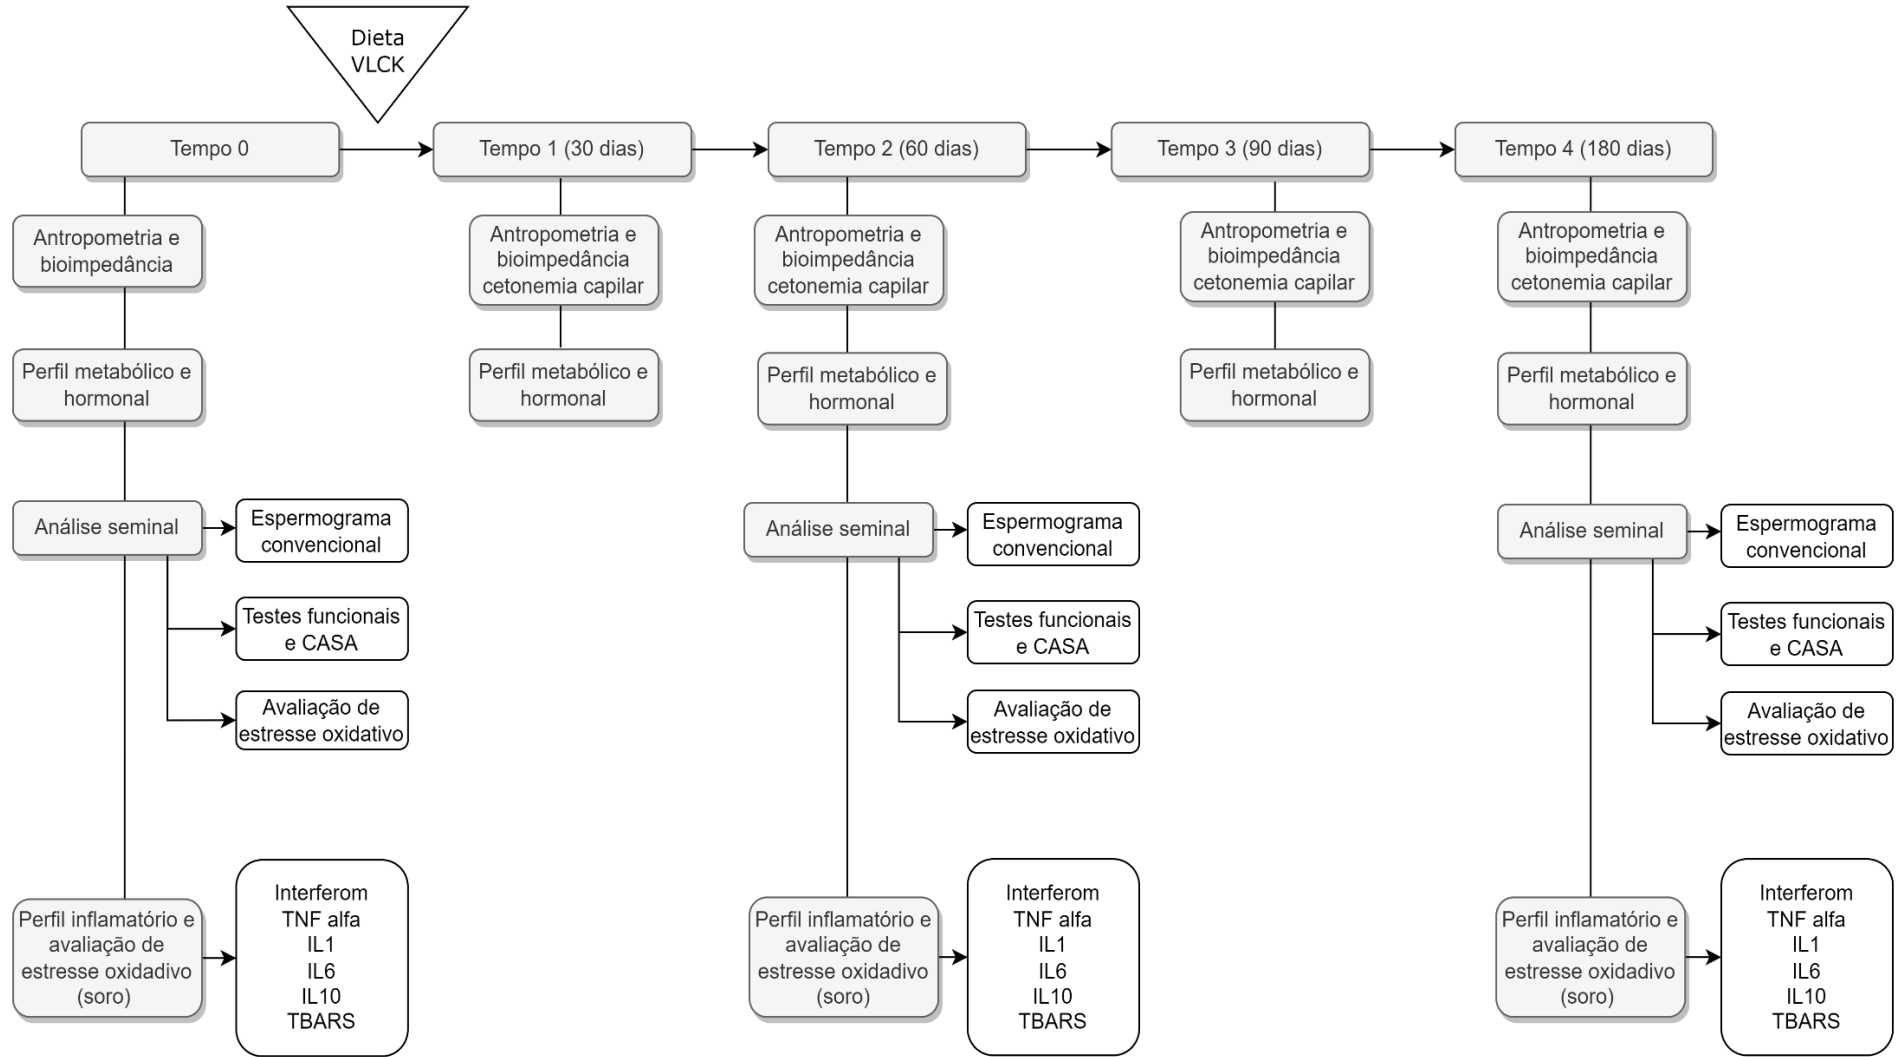 Dieta
VLCK
Tempo 0
Tempo 1 (30 dias)
Tempo 2 (60 dias)
Tempo 3 (90 dias)
Tempo 4 (180 dias)
Antropometria e
bioimpedância
Antropometria e
bioimpedância
cetonemia capilar
Antropometria e
bioimpedância
cetonemia capilar
Antropometria e
bioimpedância
cetonemia capilar
Antropometria e
bioimpedância
cetonemia capilar
Perfil metabólico e
hormonal
Perfil metabólico e
hormonal
Perfil metabólico e
hormonal
Perfil metabólico e
hormonal
Perfil metabólico e
hormonal
Análise seminal
Espermograma
convencional
Testes funcionais
e CASA
Avaliação de
estresse oxidativo
Análise seminal
Espermograma
convencional
Testes funcionais
e CASA
Avaliação de
estresse oxidativo
Análise seminal
Espermograma
convencional
Testes funcionais
e CASA
Avaliação de
estresse oxidativo
Perfil inflamatório e
avaliação de
estresse oxidadivo
(soro)
Interferom
TNF alfa
IL1
IL6
IL10
TBARS
Perfil inflamatório e
avaliação de
estresse oxidadivo
(soro)
Interferom
TNF alfa
IL1
IL6
IL10
TBARS
Perfil inflamatório e
avaliação de
estresse oxidadivo
(soro)
Interferom
TNF alfa
IL1
IL6
IL10
TBARS